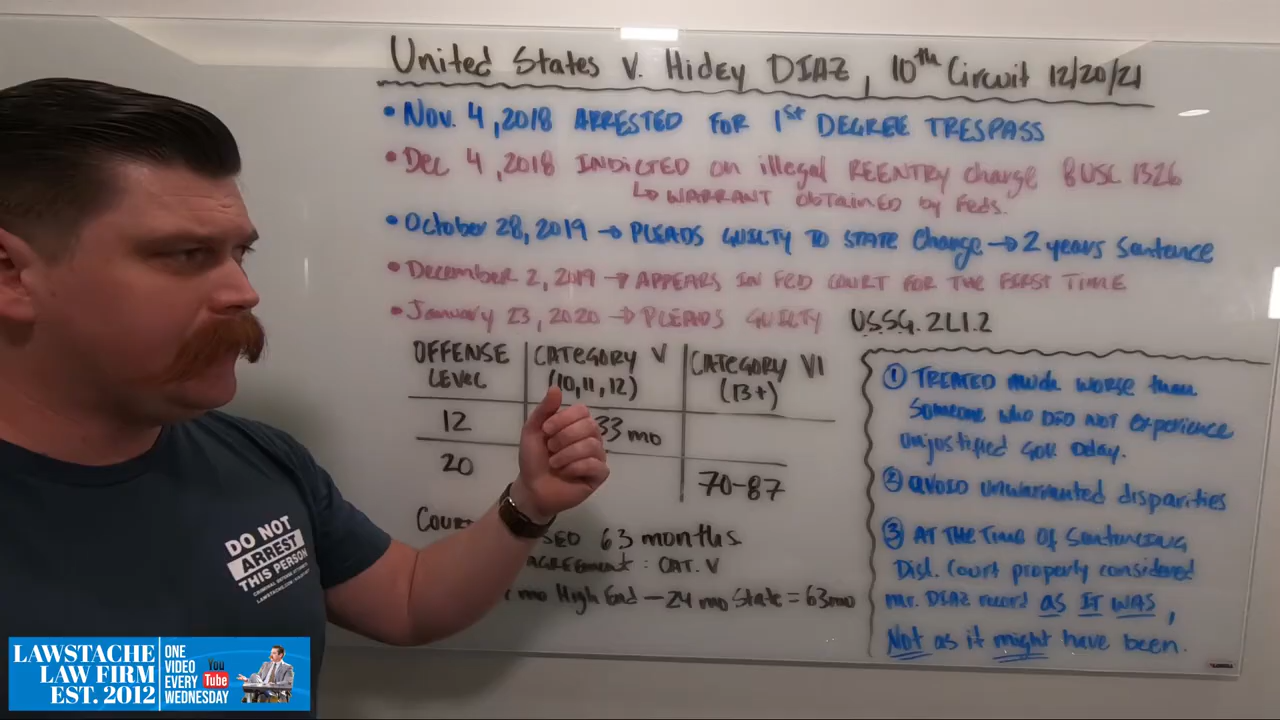 United States v. Hidey DIAZ, 10th Circuit 12/20/21
• Nov. 4, 2018 ARRESTED FOR 1st DEGREE TRESPASS
• Dec 4, 2018 INDICTED on illegal REENTRY charge 8 USC 1326
↳ WARRANT obtained by Feds.
• October 28, 2019 → PLEADS GUILTY TO STATE Charge → 2 years Sentence
• December 2, 2019 → APPEARS IN FED COURT FOR THE FIRST TIME
• January 23, 2020 → PLEADS GUILTY USSG. 2L1.2
OFFENSE LEVEL
CATEGORY V
(10, 11, 12)
CATEGORY VI
(13+)
12
33 mo
20
70-87
63 months
AGREEMENT: CAT. V
mo High End — 24 mo State = 63mo
① TREATED much worse than
Someone who DID NOT experience
unjustified Gov.
② AVOID unwarranted disparities
③ AT THE Time OF Sentencing
Dist. Court properly considered
mr. DIAZ record as IT WAS,
Not as it might have been.
DO NOT
ARREST
THIS PERSON
LAWSTACHE
LAW FIRM
EST. 2012
ONE
VIDEO
EVERY
WEDNESDAY
You
Tube